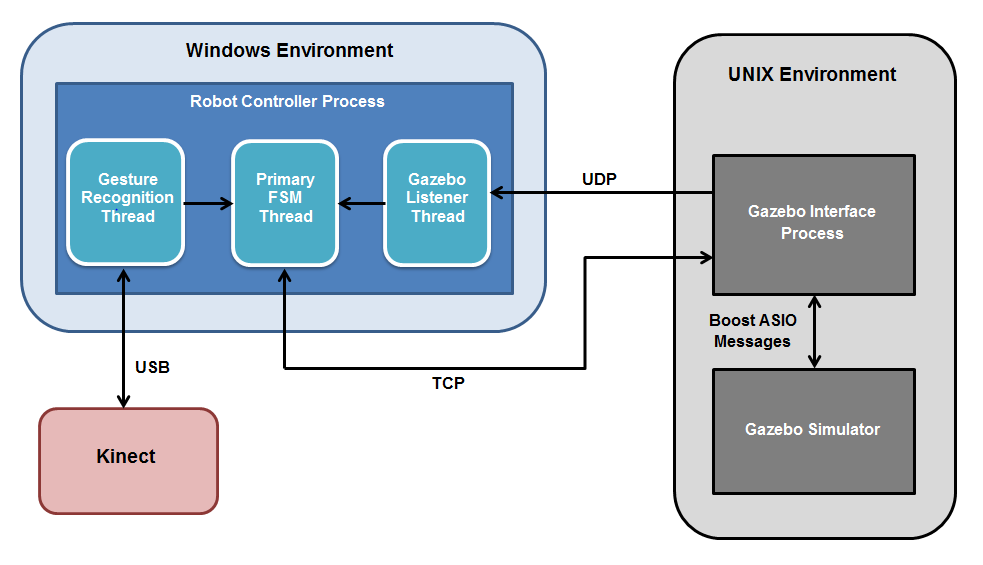 Windows Environment
Robot Controller Process
Gesture
Recognition
Thread
Primary
FSM
Thread
Gazebo
Listener
Thread
UDP
UNIX Environment
Gazebo Interface
Process
Boost ASIO
Messages
Gazebo Simulator
USB
TCP
Kinect